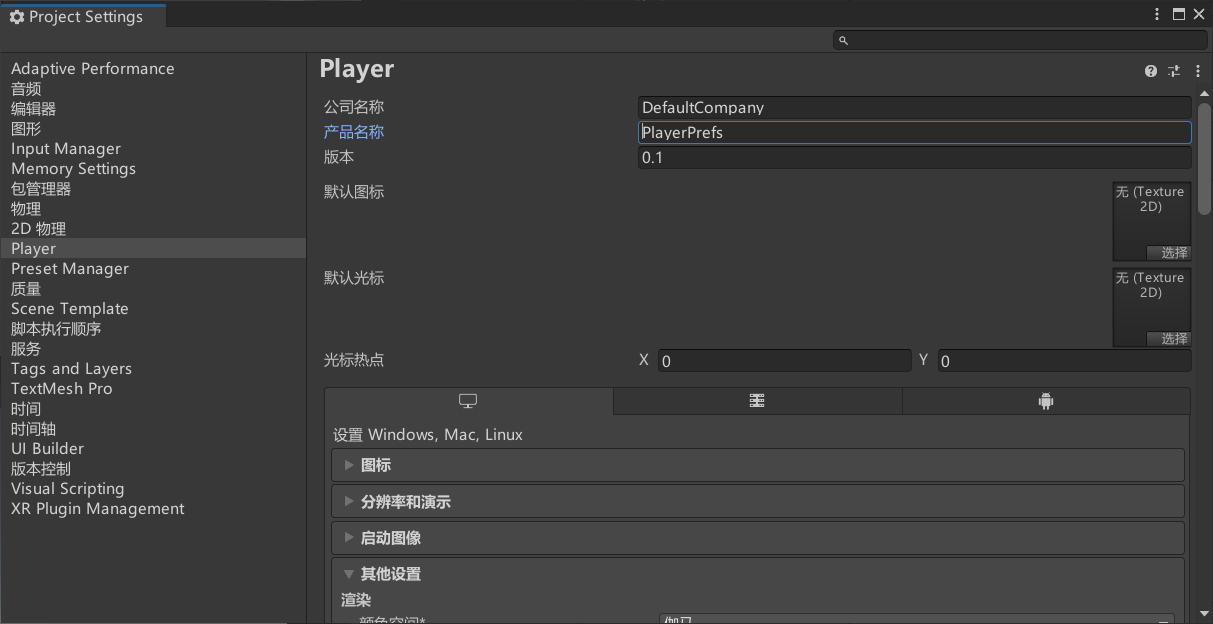 Project Settings
Adaptive Performance
音频
编辑器
图形
Input Manager
Memory Settings
包管理器
物理
2D 物理
Player
Preset Manager
质量
Scene Template
脚本执行顺序
服务
Tags and Layers
TextMesh Pro
时间
时间轴
UI Builder
版本控制
Visual Scripting
XR Plugin Management
Player
公司名称 DefaultCompany
产品名称 PlayerPrefs
版本 0.1
默认图标
无 (Texture
2D)
选择
默认光标
无 (Texture
2D)
选择
光标热点 X 0 Y 0
设置 Windows, Mac, Linux
图标
分辨率和演示
启动图像
其他设置
渲染
颜色空间* 伽马